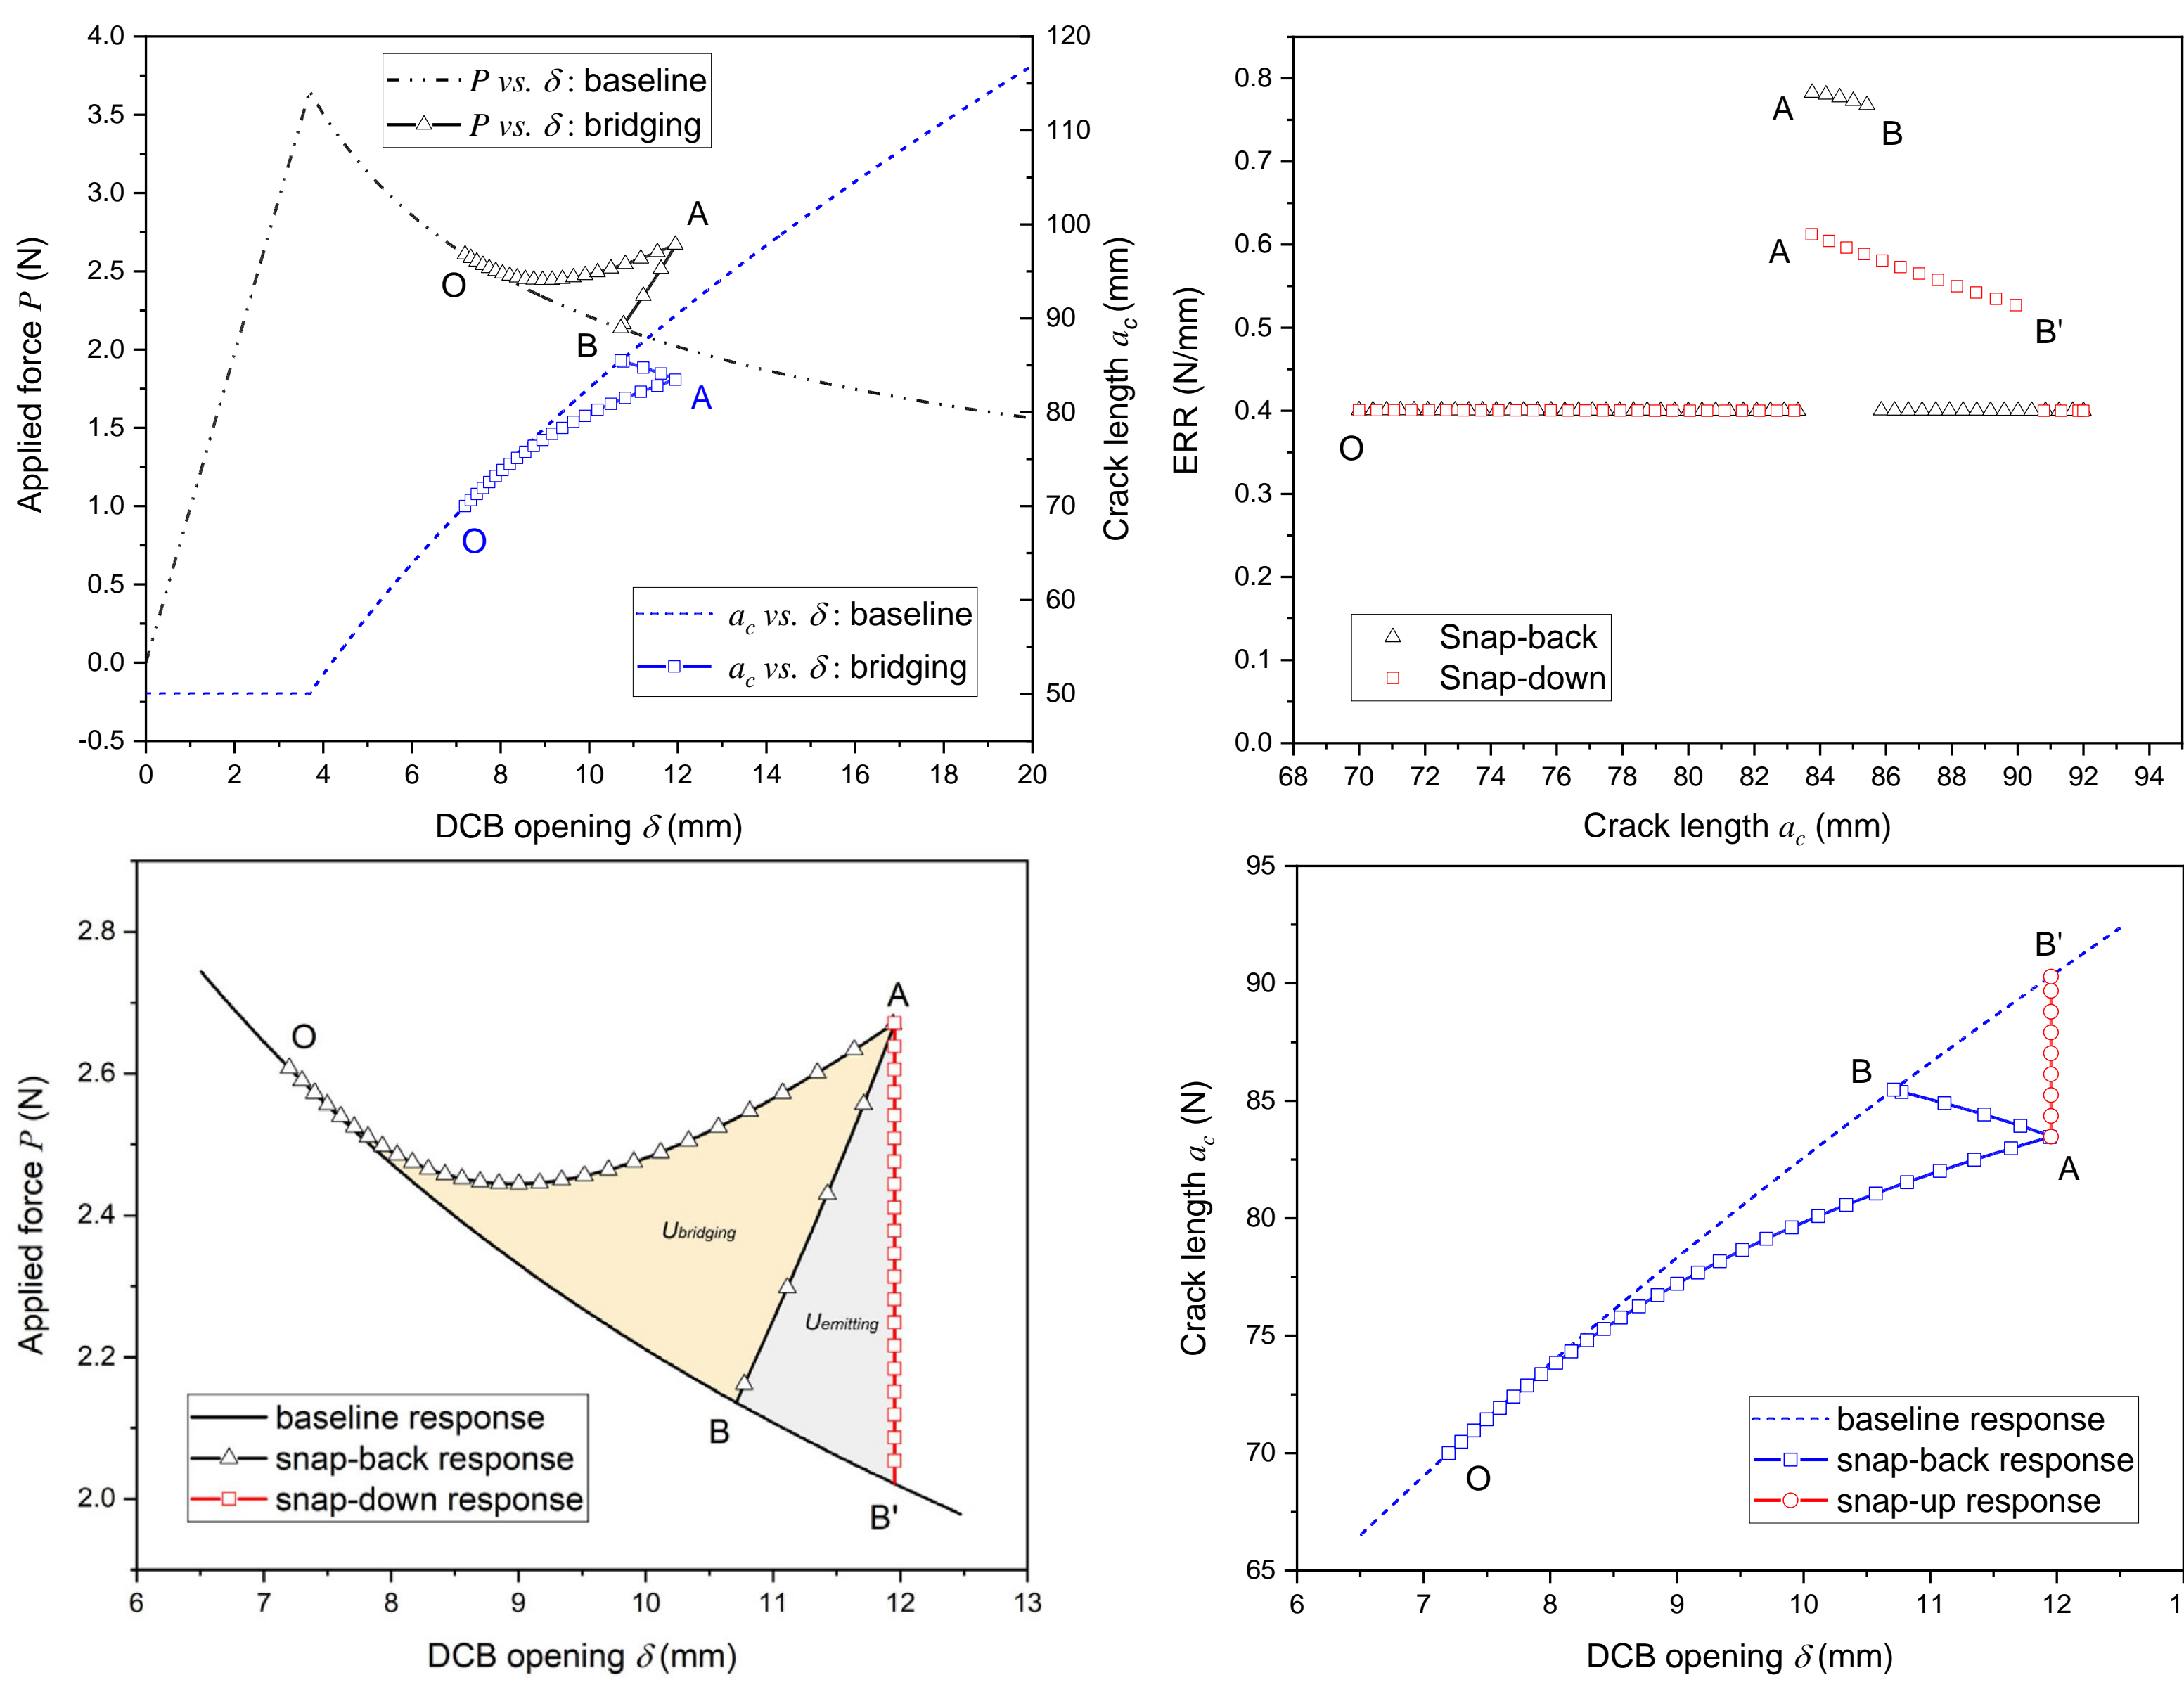 4.0
3.5
3.0
2.5
2.0
1.5
1.0
0.5
0.0
-0.5
Applied force P (N)
0 2 4 6 8 10 12 14 16 18 20
DCB opening δ (mm)
120
110
100
90
80
70
60
50
Crack length ac (mm)
P vs. δ : baseline
P vs. δ : bridging
A
O
B
A
O
ac vs. δ : baseline
ac vs. δ : bridging
0.8
0.7
0.6
0.5
0.4
0.3
0.2
0.1
0.0
ERR (N/mm)
68 70 72 74 76 78 80 82 84 86 88 90 92 94
Crack length ac (mm)
A
B
A
B'
O
Snap-back
Snap-down
2.8
2.6
2.4
2.2
2.0
Applied force P (N)
6 7 8 9 10 11 12 13
DCB opening δ (mm)
O
A
Ubridging
Uemitting
B
B'
baseline response
snap-back response
snap-down response
95
90
85
80
75
70
65
Crack length ac (N)
6 7 8 9 10 11 12 1
DCB opening δ (mm)
B'
B
A
O
baseline response
snap-back response
snap-up response